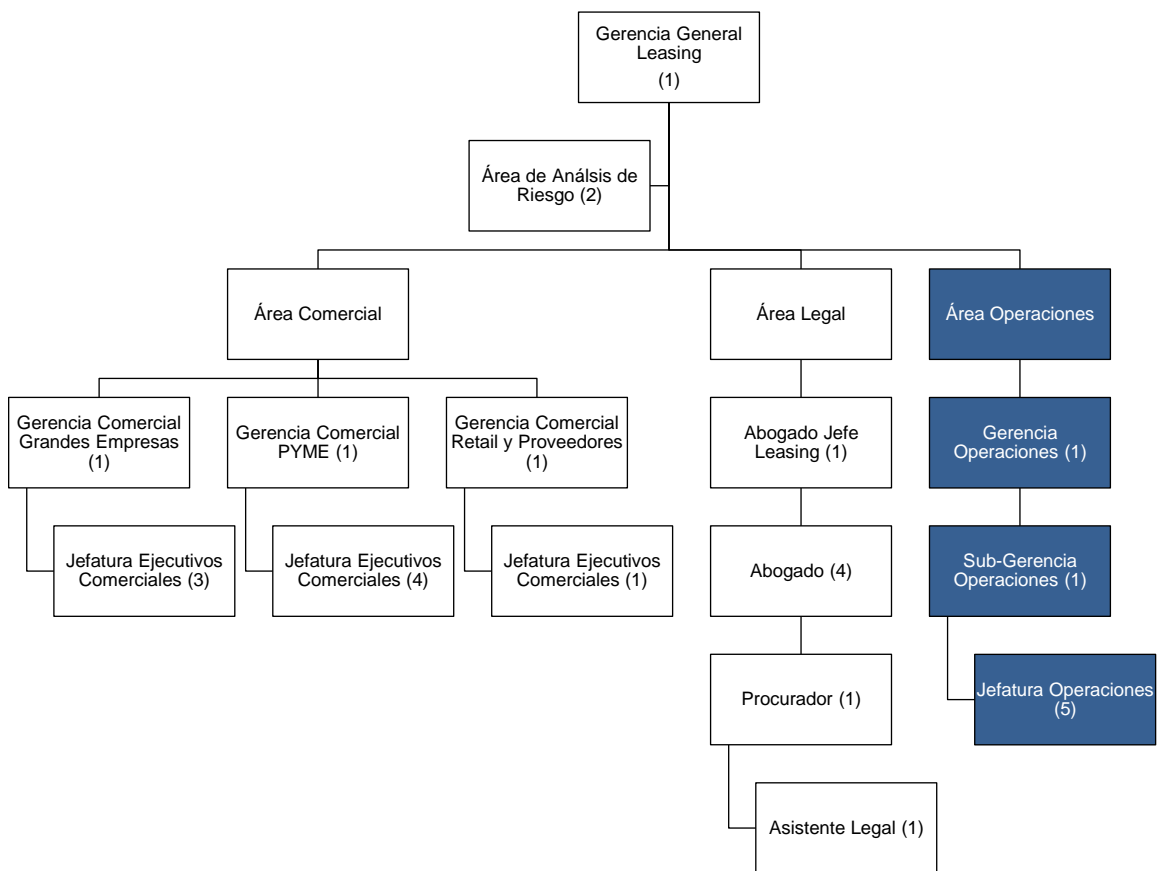 Gerencia General
Leasing
(1)
Área de Análsis de
Riesgo (2)
Área Comercial
Área Legal
Área Operaciones
Gerencia Comercial
Grandes Empresas
(1)
Gerencia Comercial
PYME (1)
Gerencia Comercial
Retail y Proveedores
(1)
Abogado Jefe
Leasing (1)
Gerencia
Operaciones (1)
Jefatura Ejecutivos
Comerciales (3)
Jefatura Ejecutivos
Comerciales (4)
Jefatura Ejecutivos
Comerciales (1)
Abogado (4)
Sub-Gerencia
Operaciones (1)
Procurador (1)
Jefatura Operaciones
(5)
Asistente Legal (1)